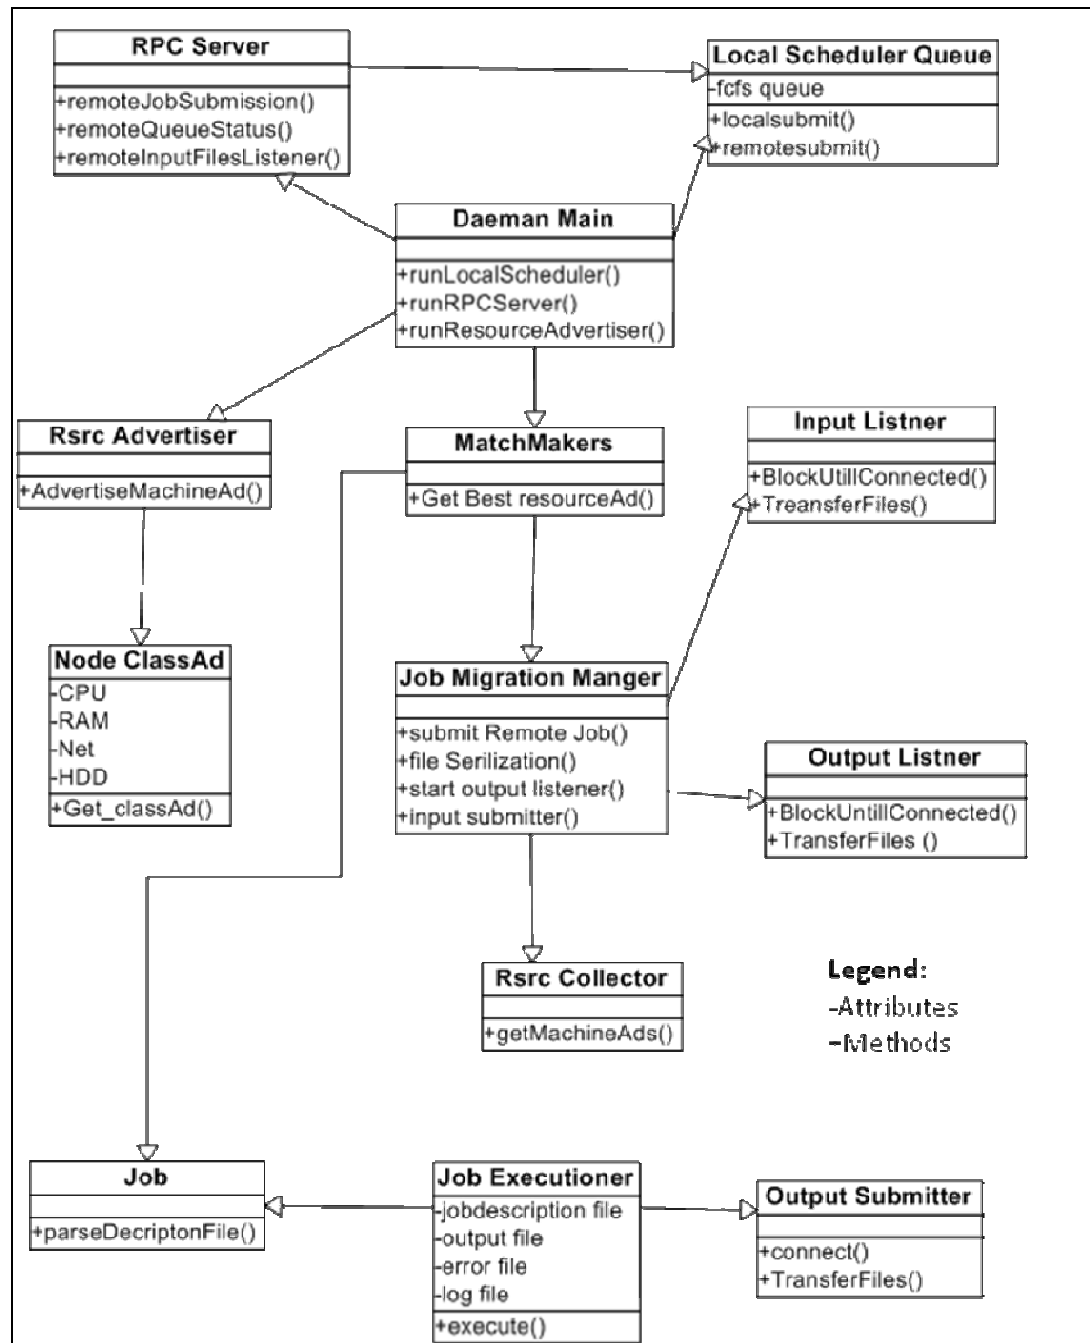 RPC Server
+remoteJobSubmission()
+remoteQueueStatus()
+remoteInputFilesListener()
Local Scheduler Queue
-fcfs queue
+localsubmit()
+remotesubmit()
Daeman Main
+runLocalScheduler()
+runRPCServer()
+runResourceAdvertiser()
Rsrc Advertiser
+AdvertiseMachineAd()
MatchMakers
+Get Best resourceAd()
Input Listner
+BlockUtillConnected()
+TreansferFiles()
Node ClassAd
-CPU
-RAM
-Net
-HDD
+Get_classAd()
Job Migration Manger
+submit Remote Job()
+file Serilization()
+start output listener()
+input submitter()
Output Listner
+BlockUntillConnected()
+TransferFiles ()
Rsrc Collector
+getMachineAds()
Legend:
-Attributes
+Methods
Job
+parseDecriptonFile()
Job Executioner
-jobdescription file
-output file
-error file
-log file
+execute()
Output Submitter
+connect()
+TransferFiles()